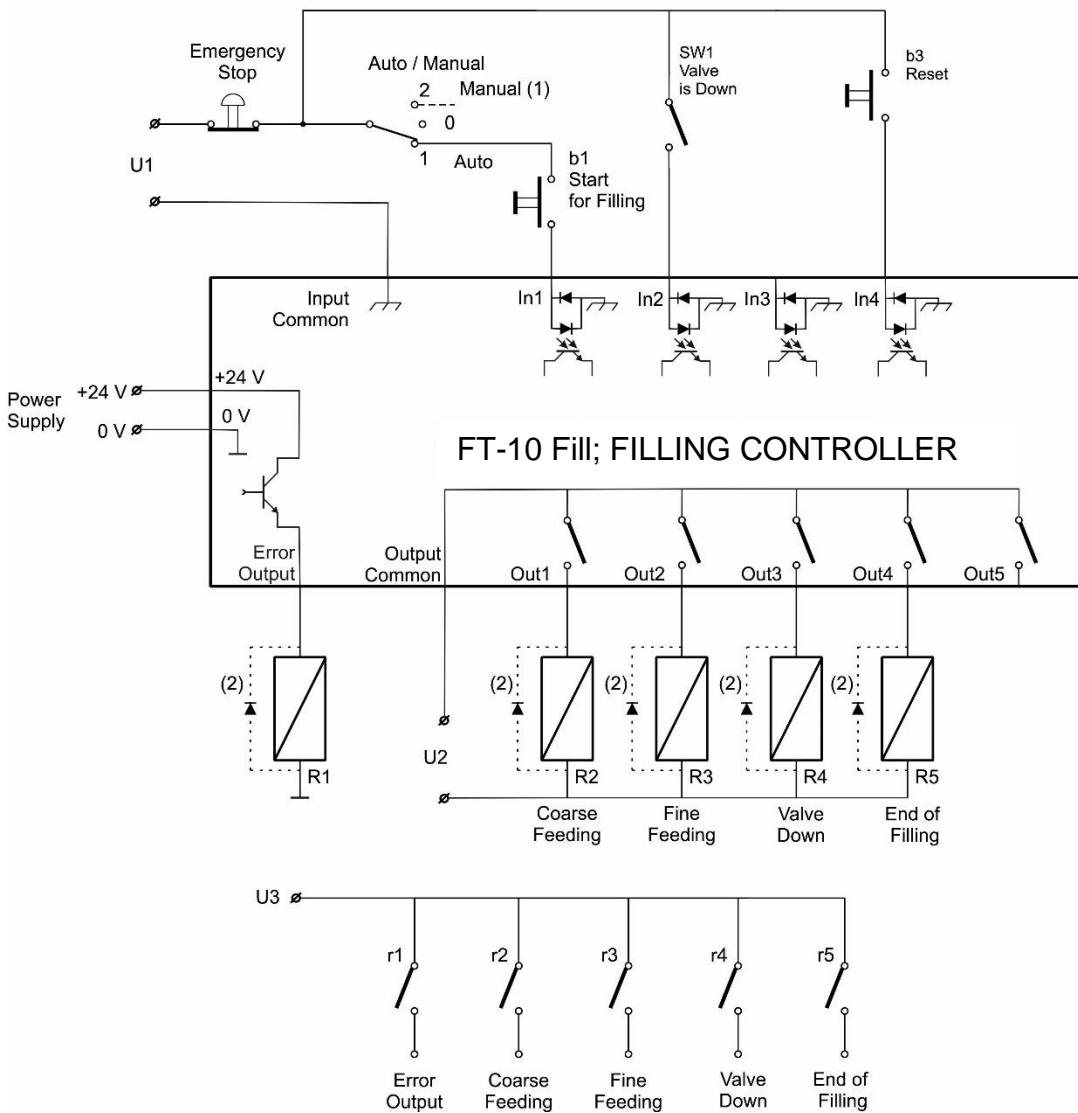 Emergency
Stop
Auto / Manual
2
Manual (1)
0
1
Auto
U1
b1
Start
for Filling
SW1
Valve
is Down
b3
Reset
Input
Common
In1
In2
In3
In4
Power
Supply
+24 V
0 V
+24 V
0 V
FT-10 Fill; FILLING CONTROLLER
Error
Output
Output
Common
Out1
Out2
Out3
Out4
Out5
(2)
R1
U2
(2)
R2
(2)
R3
(2)
R4
(2)
R5
Coarse
Feeding
Fine
Feeding
Valve
Down
End of
Filling
U3
r1
r2
r3
r4
r5
Error
Output
Coarse
Feeding
Fine
Feeding
Valve
Down
End of
Filling